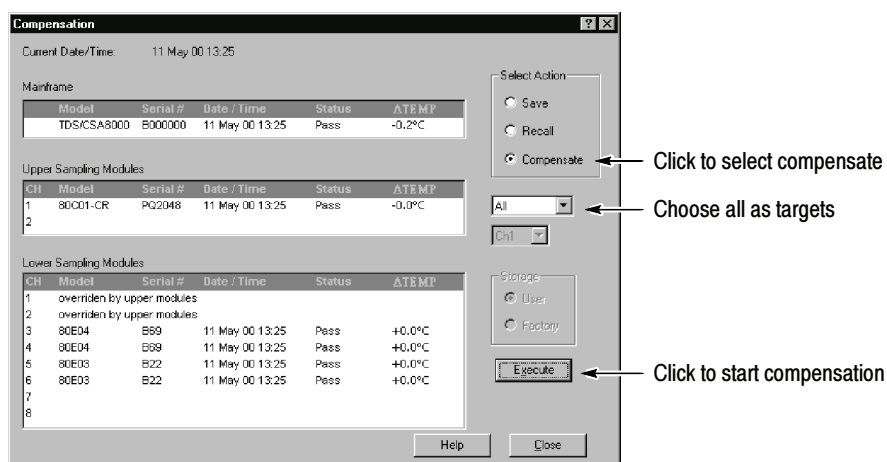 Compensation
Current Date/Time: 11 May 00 13:25
Mainframe
Model Serial # Date / Time Status ΔTEMP
TDS/CSA8000 B000000 11 May 00 13:25 Pass -0.2°C
Upper Sampling Modules
CH Model Serial # Date / Time Status ΔTEMP
1 80C01-CR PQ2048 11 May 00 13:25 Pass -0.0°C
2
Lower Sampling Modules
CH Model Serial # Date / Time Status ΔTEMP
1 overriden by upper modules
2 overriden by upper modules
3 80E04 B69 11 May 00 13:25 Pass +0.0°C
4 80E04 B69 11 May 00 13:25 Pass +0.0°C
5 80E03 B22 11 May 00 13:25 Pass +0.0°C
6 80E03 B22 11 May 00 13:25 Pass +0.0°C
7
8
Select Action
Save
Recall
Compensate
All
Ch1
Storage
User
Factory
Execute
Help
Close
Click to select compensate
Choose all as targets
Click to start compensation